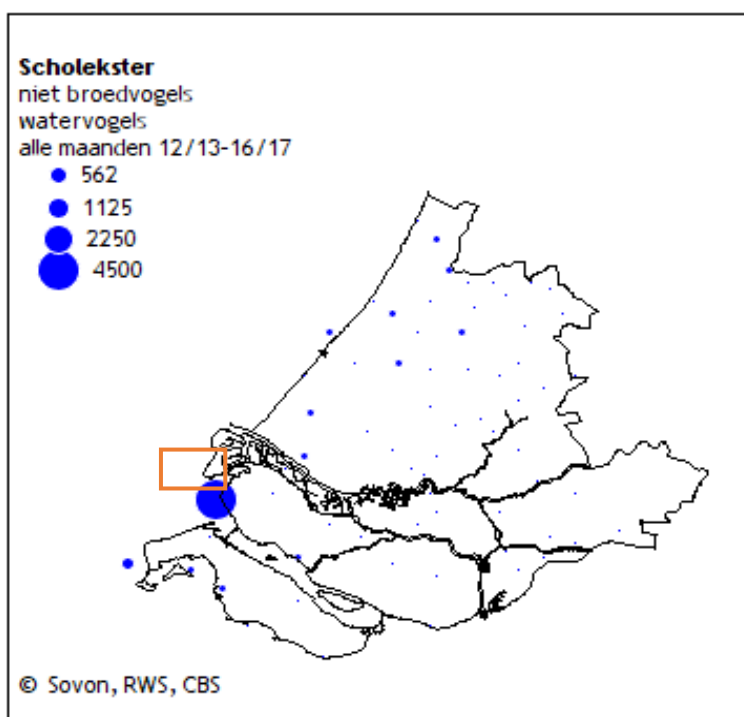 Scholekster
niet broedvogels
watervogels
alle maanden 12/13-16/17
562
1125
2250
4500
© Sovon, RWS, CBS